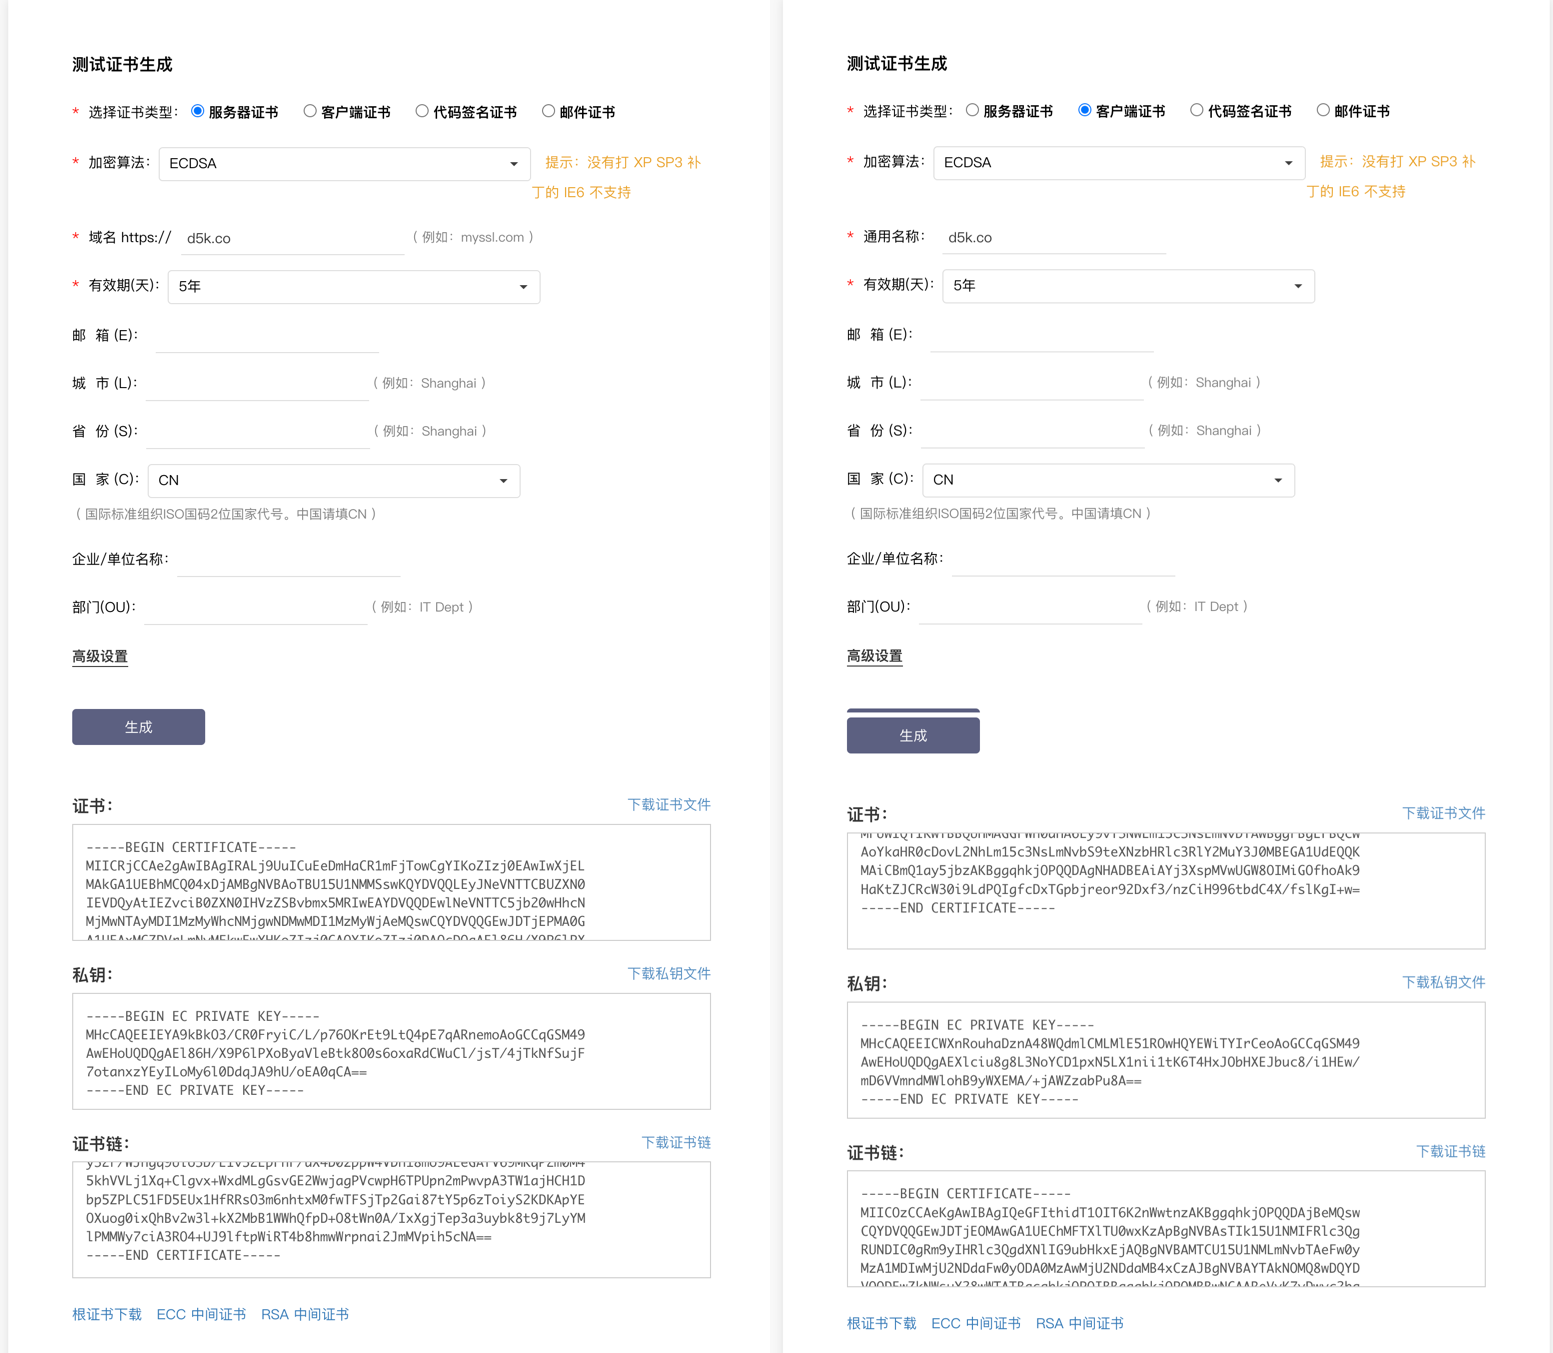 测试证书生成
* 选择证书类型： 服务器证书 客户端证书 代码签名证书 邮件证书
* 加密算法： ECDSA 提示：没有打 XP SP3 补
丁的 IE6 不支持
* 域名 https:// d5k.co （例如：myssl.com）
* 有效期(天)： 5年
邮 箱 (E)：
城 市 (L)： （例如：Shanghai）
省 份 (S)： （例如：Shanghai）
国 家 (C)： CN
（国际标准组织ISO国码2位国家代号。中国请填CN）
企业/单位名称：
部门(OU)： （例如：IT Dept）
高级设置
生成
证书： 下载证书文件
-----BEGIN CERTIFICATE-----
MIICRjCCAe2gAwIBAgIRALj9UuICuEeDmHaCR1mFjTowCgYIKoZIzj0EAwIwXjEL
MAkGA1UEBhMCQ04xDjAMBgNVBAoTBU15U1NMMSswKQYDVQQLEyJNeVNTTCBUZXN0
IEVDQyAtIEZvciB0ZXN0IHVzZSBvbmx5MRIwEAYDVQQDEwlNeVNTTC5jb20wHhcN
MjMwNTAyMDI1MzMyWhcNMjgwNDMwMDI1MzMyWjAeMQswCQYDVQQGEwJDTjEPMA0G
私钥： 下载私钥文件
-----BEGIN EC PRIVATE KEY-----
MHcCAQEEIEYA9kBkO3/CR0FryiC/L/p76OKrEt9LtQ4pE7qARnemoAoGCCqGSM49
AwEHoUQDQgAEl86H/X9P6lPXoByaVleBtk8O0s6oxaRdCWuCl/jsT/4jTkNfSujF
7otanxzYEyILoMy6l0DdqJA9hU/oEA0qCA==
-----END EC PRIVATE KEY-----
证书链： 下载证书链
5khVVLj1Xq+Clgvx+WxdMLgGsvGE2WwjagPVcwpH6TPUpn2mPwvpA3TW1ajHCH1D
bp5ZPLC51FD5EUx1HfRRsO3m6nhtxM0fwTFSjTp2Gai87tY5p6zToiyS2KDKApYE
OXuog0ixQhBv2w3l+kX2MbB1WWhQfpD+O8tWn0A/IxXgjTep3a3uybk8t9j7LyYM
lPMMWy7ciA3RO4+UJ9lftpWiRT4b8hmwWrpnai2JmMVpih5cNA==
-----END CERTIFICATE-----
根证书下载 ECC 中间证书 RSA 中间证书
测试证书生成
* 选择证书类型： 服务器证书 客户端证书 代码签名证书 邮件证书
* 加密算法： ECDSA 提示：没有打 XP SP3 补
丁的 IE6 不支持
* 通用名称： d5k.co
* 有效期(天)： 5年
邮 箱 (E)：
城 市 (L)： （例如：Shanghai）
省 份 (S)： （例如：Shanghai）
国 家 (C)： CN
（国际标准组织ISO国码2位国家代号。中国请填CN）
企业/单位名称：
部门(OU)： （例如：IT Dept）
高级设置
生成
证书： 下载证书文件
AoYkaHR0cDovL2NhLm15c3NsLmNvbS9teXNzbHRlc3RlY2MuY3J0MBEGA1UdEQQK
MAiCBmQ1ay5jbzAKBggqhkjOPQQDAgNHADBEAiAYj3XspMVwUGW8OIMiGOfhoAk9
HaKtZJCRcW30i9LdPQIgfcDxTGpbjreor92Dxf3/nzCiH996tbdC4X/fslKgI+w=
-----END CERTIFICATE-----
私钥： 下载私钥文件
-----BEGIN EC PRIVATE KEY-----
MHcCAQEEICWXnRouhaDznA48WQdmlCMLMlE51ROwHQYEWiTYIrCeoAoGCCqGSM49
AwEHoUQDQgAEXlciu8g8L3NoYCD1pxN5LX1nii1tK6T4HxJObHXEJbuc8/i1HEw/
mD6VVmndMWlohB9yWXEMA/+jAWZzabPu8A==
-----END EC PRIVATE KEY-----
证书链： 下载证书链
-----BEGIN CERTIFICATE-----
MIICOzCCAeKgAwIBAgIQeGFIthidT1OIT6K2nWwtnzAKBggqhkjOPQQDAjBeMQsw
CQYDVQQGEwJDTjEOMAwGA1UEChMFTXlTU0wxKzApBgNVBAsTIk15U1NMIFRlc3Qg
RUNDIC0gRm9yIHRlc3QgdXNlIG9ubHkxEjAQBgNVBAMTCU15U1NMLmNvbTAeFw0y
MzA1MDIwMjU2NDdaFw0yODA0MzAwMjU2NDdaMB4xCzAJBgNVBAYTAkNOMQ8wDQYD
根证书下载 ECC 中间证书 RSA 中间证书